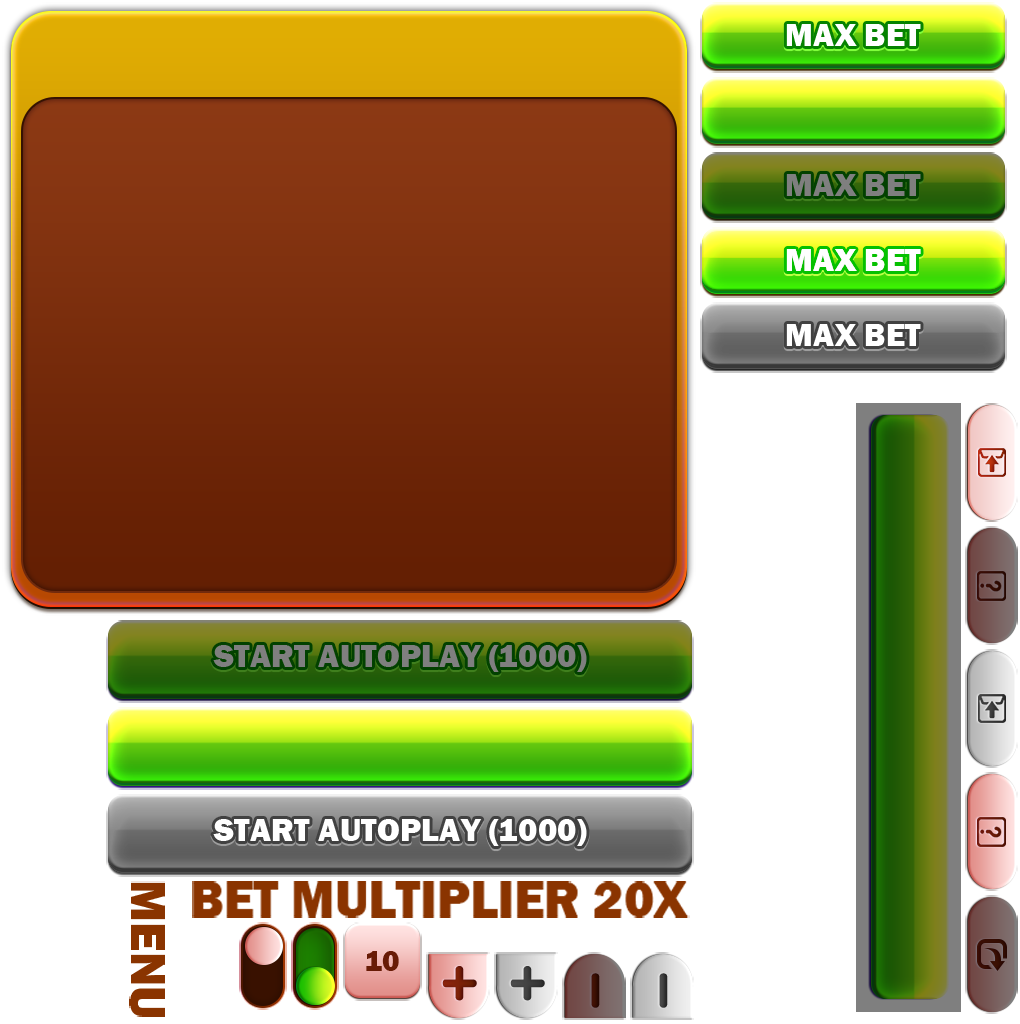 MAX BET
MAX BET
MAX BET
MAX BET
?
START AUTOPLAY (1000)
START AUTOPLAY (1000)
?
BET MULTIPLIER 20X
MENU
10